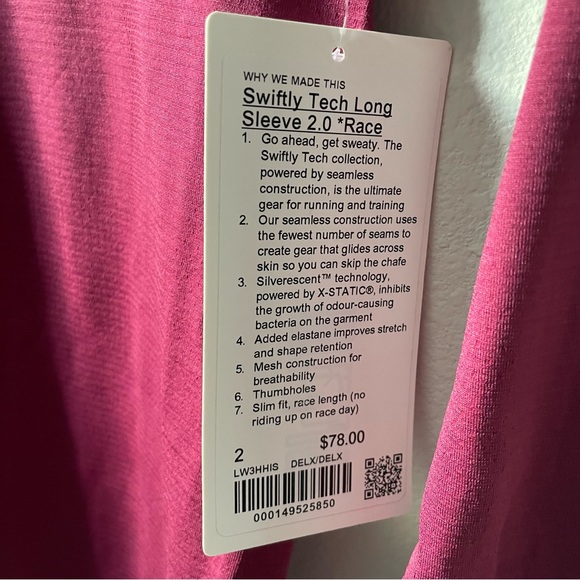 WHY WE MADE THIS
Swiftly Tech Long
Sleeve 2.0 *Race
1. Go ahead, get sweaty. The
Swiftly Tech collection,
powered by seamless
construction, is the ultimate
gear for running and training
2. Our seamless construction uses
the fewest number of seams to
create gear that glides across
skin so you can skip the chafe
3. Silverescent™ technology,
powered by X-STATIC®, inhibits
the growth of odour-causing
bacteria on the garment
4. Added elastane improves stretch
and shape retention
5. Mesh construction for
breathability
6. Thumbholes
7. Slim fit, race length (no
riding up on race day)
2 $78.00
LW3HHIS DELX/DELX
000149525850